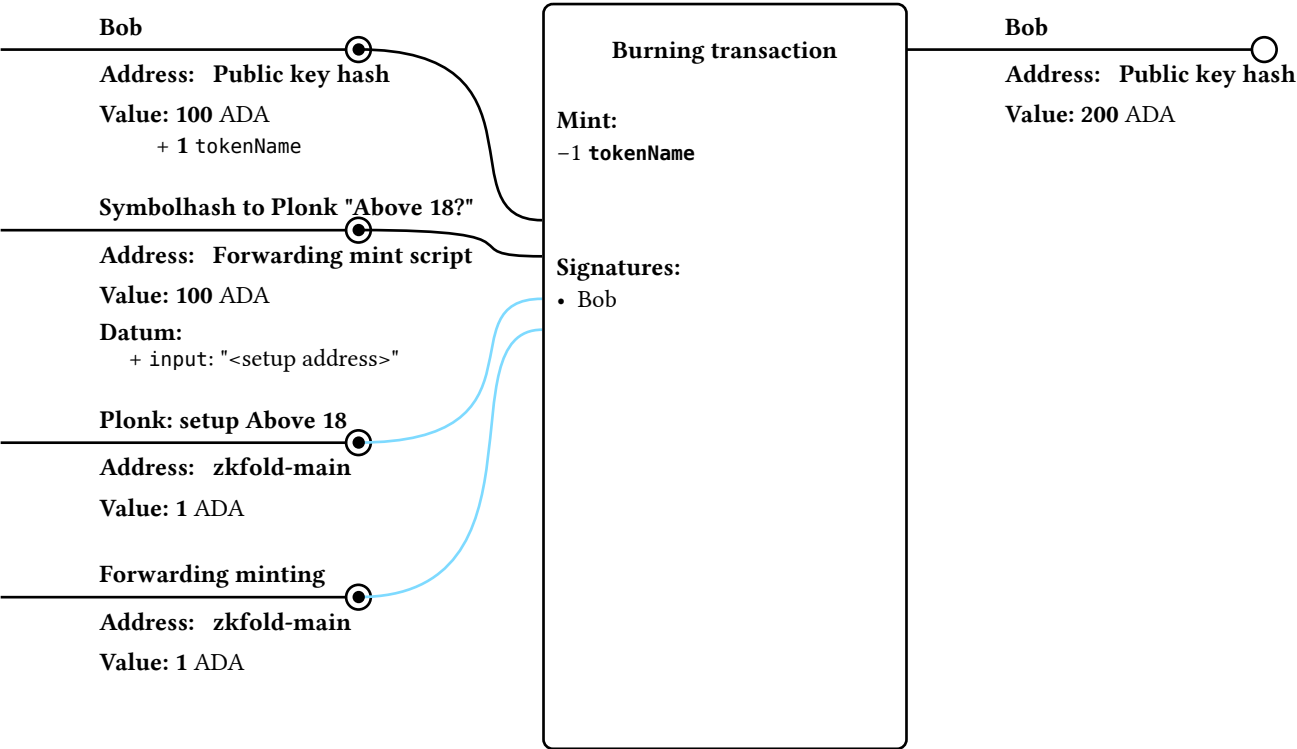 Bob
Address: Public key hash
Value: 100 ADA
+ 1 tokenName
Symbolhash to Plonk "Above 18?"
Address: Forwarding mint script
Value: 100 ADA
Datum:
+ input: "<setup address>"
Plonk: setup Above 18
Address: zkfold-main
Value: 1 ADA
Forwarding minting
Address: zkfold-main
Value: 1 ADA
Burning transaction
Mint:
−1 tokenName
Signatures:
• Bob
Bob
Address: Public key hash
Value: 200 ADA